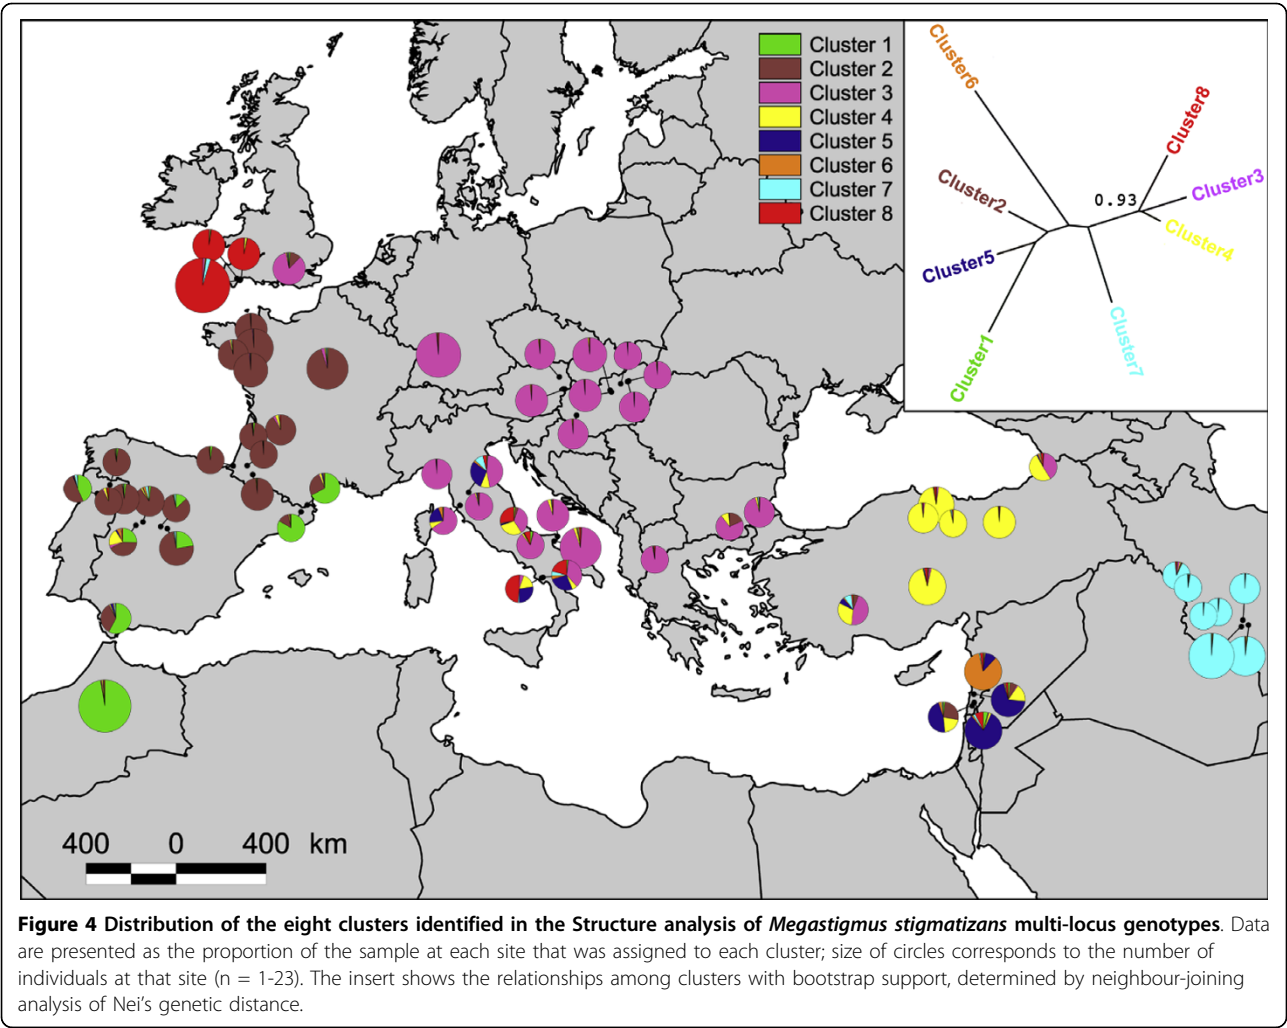 Cluster 1
Cluster 2
Cluster 3
Cluster 4
Cluster 5
Cluster 6
Cluster 7
Cluster 8
Cluster6
Cluster8
0.93
Cluster3
Cluster2
Cluster4
Cluster5
Cluster7
Cluster1
400 0 400 km
Figure 4 Distribution of the eight clusters identified in the Structure analysis of Megastigmus stigmatizans multi-locus genotypes. Data
are presented as the proportion of the sample at each site that was assigned to each cluster; size of circles corresponds to the number of
individuals at that site (n = 1-23). The insert shows the relationships among clusters with bootstrap support, determined by neighbour-joining
analysis of Nei's genetic distance.